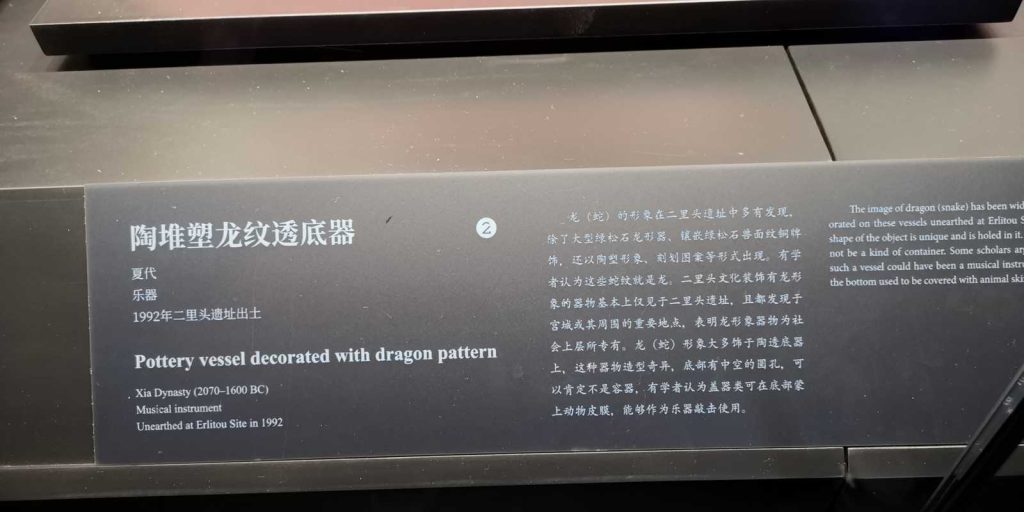 陶堆塑龙纹透底器
夏代
乐器
1992年二里头遗址出土
Pottery vessel decorated with dragon pattern
Xia Dynasty (2070–1600 BC)
Musical instrument
Unearthed at Erlitou Site in 1992
2
龙（蛇）的形象在二里头遗址中多有发现。
除了大型绿松石龙形器、镶嵌绿松石兽面纹铜牌
饰，还以陶塑形象、刻划图案等形式出现。有学
者认为这些蛇纹就是龙。二里头文化装饰有龙形
象的器物基本上仅见于二里头遗址，且都发现于
宫城或其周围的重要地点，表明龙形象器物为社
会上层所专有。龙（蛇）形象大多饰于陶透底器
上，这种器物造型奇异，底部有中空的圆孔，可
以肯定不是容器，有学者认为盖器类可在底部蒙
上动物皮膜，能够作为乐器敲击使用。
The image of dragon (snake) has been wid
orated on these vessels unearthed at Erlitou S
shape of the object is unique and is holed in it.
not be a kind of container. Some scholars ar
such a vessel could have been a musical instru
the bottom used to be covered with animal ski